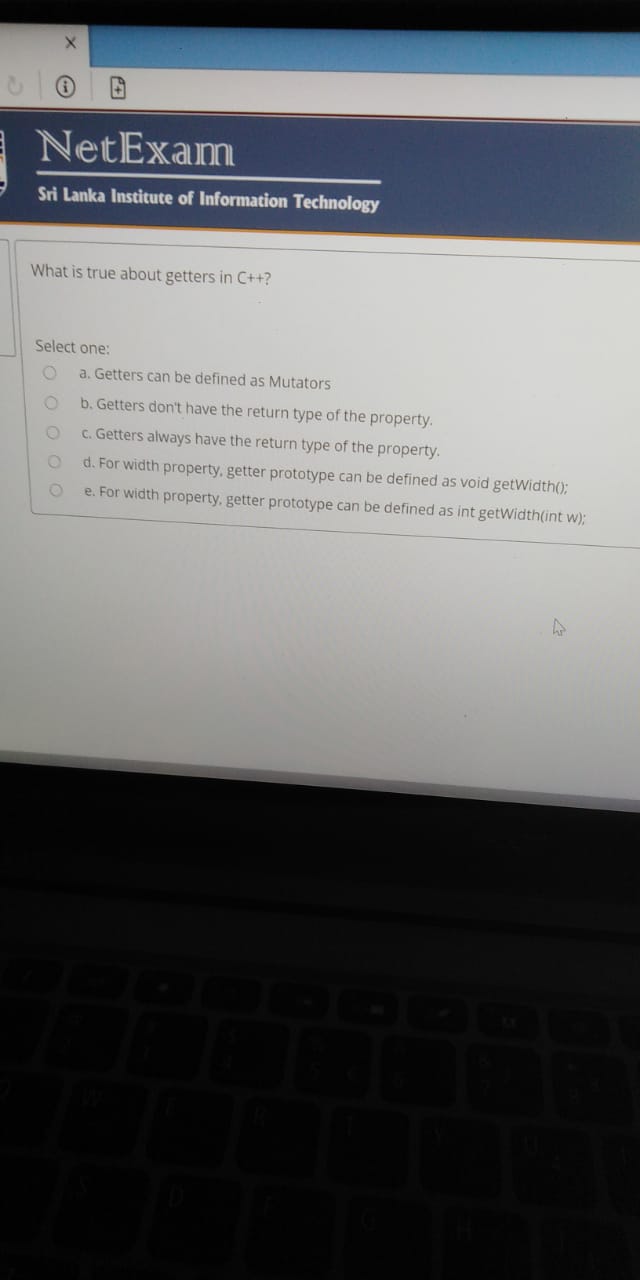 NetExam
Sri Lanka Institute of Information Technology
What is true about getters in C++?
Select one:
a. Getters can be defined as Mutators
b. Getters don't have the return type of the property.
c. Getters always have the return type of the property.
d. For width property, getter prototype can be defined as void getWidth();
e. For width property, getter prototype can be defined as int getWidth(int w);